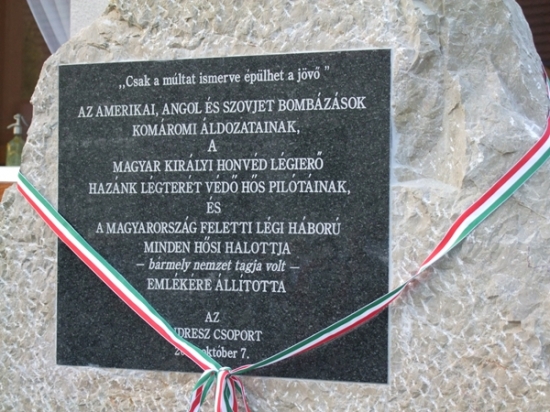 „Csak a múltat ismerve épülhet a jövő”
AZ AMERIKAI, ANGOL ÉS SZOVJET BOMBÁZÁSOK
KOMÁROMI ÁLDOZATAINAK,
A
MAGYAR KIRÁLYI HONVÉD LÉGIERŐ
HAZÁNK LÉGTERÉT VÉDŐ HŐS PILÓTÁINAK,
ÉS
A MAGYARORSZÁG FELETTI LÉGI HÁBORÚ
MINDEN HŐSI HALOTTJA
– bármely nemzet tagja volt –
EMLÉKÉRE ÁLLÍTOTTA
AZ
CSOPORT
október 7.